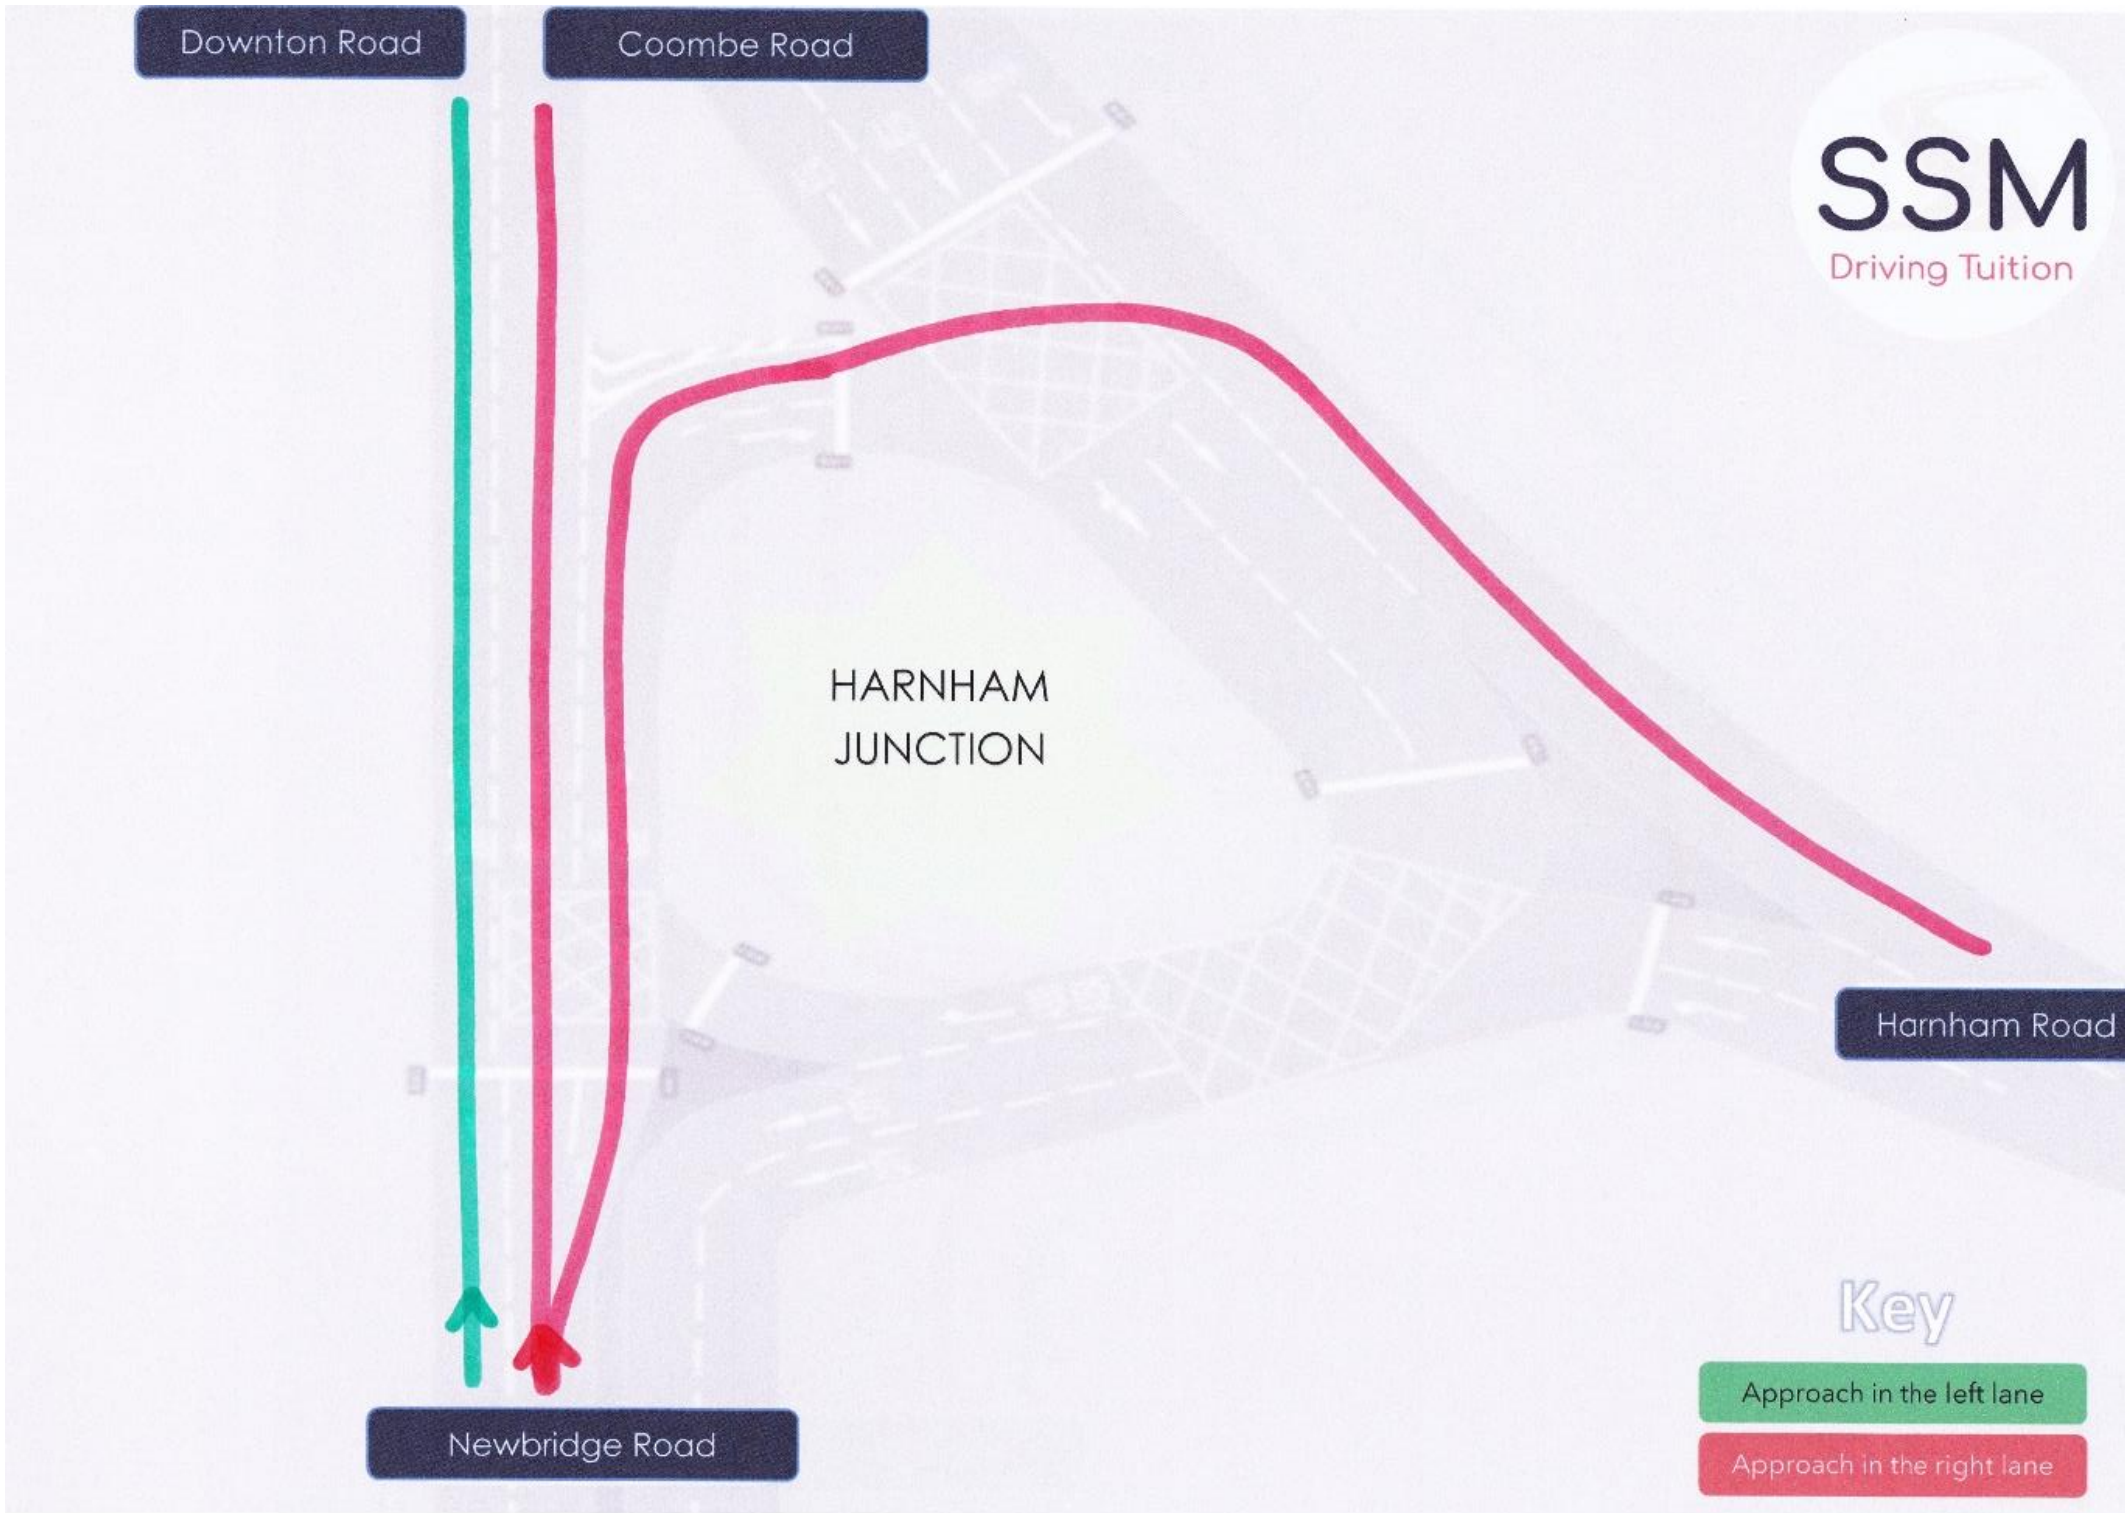 Downton Road
Coombe Road
SSM
Driving Tuition
HARNHAM
JUNCTION
Harnham Road
Newbridge Road
Key
Approach in the left lane
Approach in the right lane